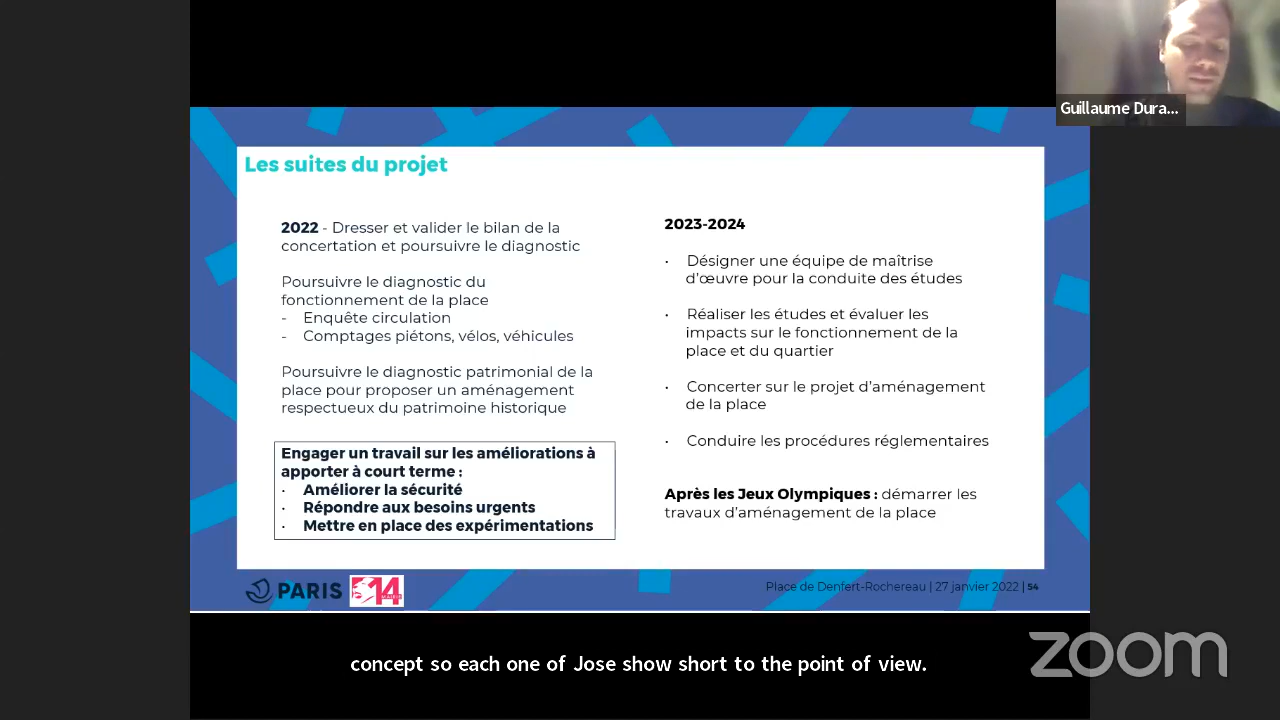 Guillaume Dura...
Les suites du projet
2022 - Dresser et valider le bilan de la
concertation et poursuivre le diagnostic
Poursuivre le diagnostic du
fonctionnement de la place
- Enquête circulation
- Comptages piétons, vélos, véhicules
Poursuivre le diagnostic patrimonial de la
place pour proposer un aménagement
respectueux du patrimoine historique
Engager un travail sur les améliorations à
apporter à court terme :
· Améliorer la sécurité
· Répondre aux besoins urgents
· Mettre en place des expérimentations
2023-2024
• Désigner une équipe de maîtrise
d'œuvre pour la conduite des études
• Réaliser les études et évaluer les
impacts sur le fonctionnement de la
place et du quartier
• Concerter sur le projet d'aménagement
de la place
• Conduire les procédures réglementaires
Après les Jeux Olympiques : démarrer les
travaux d'aménagement de la place
PARIS
14
MAIRIE
Place de Denfert-Rochereau | 27 janvier 2022 | 54
concept so each one of Jose show short to the point of view.
zoom